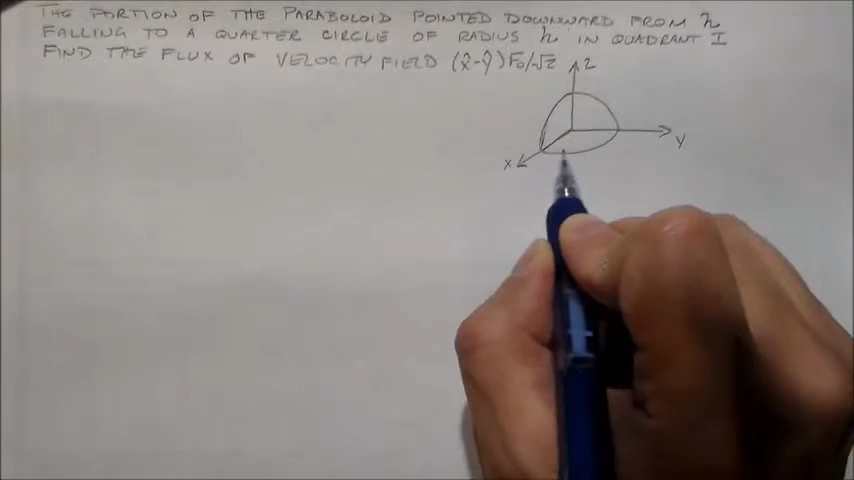 THE PORTION OF THE PARABOLOID POINTED DOWNWARD FROM h
FALLING TO A QUARTER CIRCLE OF RADIUS h IN QUADRANT I
FIND THE FLUX OF VELOCITY FIELD (x̂-ŷ)F₀/√2
z
y
x